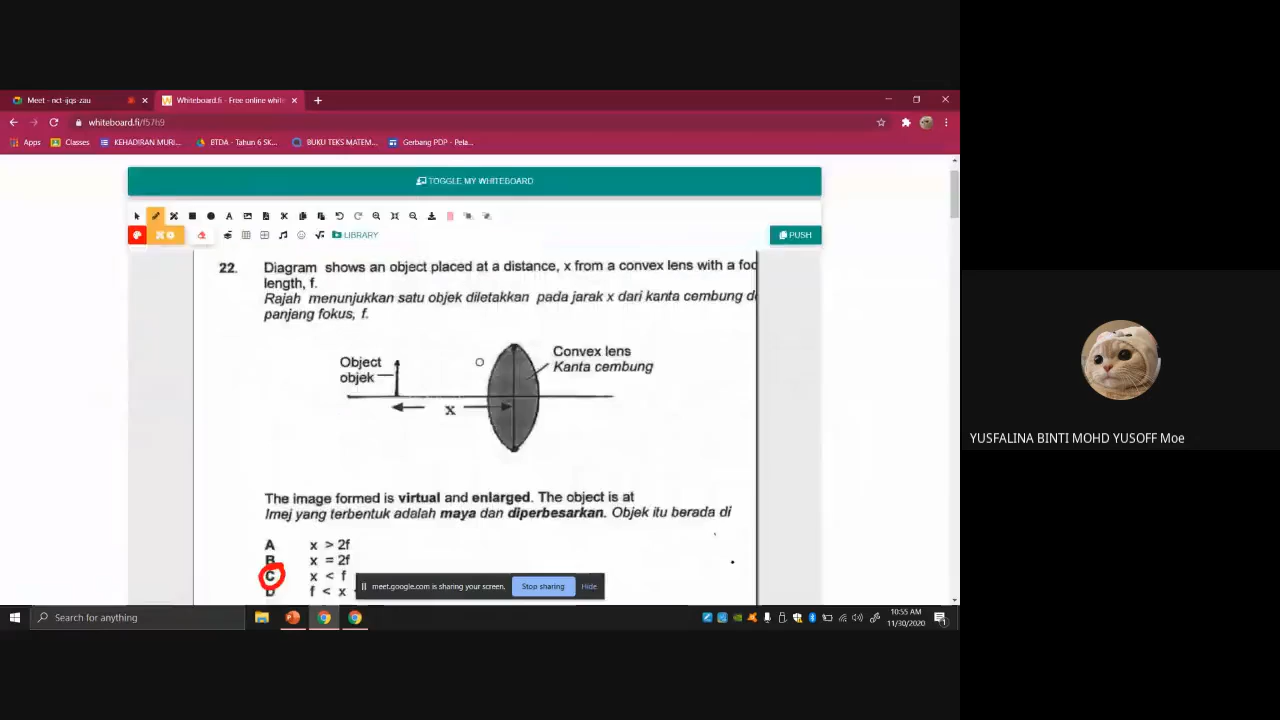 Meet - nct-ijqs-zau
Whiteboard.fi - Free online white
whiteboard.fi/f57h9
Apps
Classes
KEHADIRAN MURI...
BTDA - Tahun 6 SK...
BUKU TEKS MATEM...
Gerbang PDP - Pela...
TOGGLE MY WHITEBOARD
LIBRARY
PUSH
22. Diagram shows an object placed at a distance, x from a convex lens with a foc
length, f.
Rajah menunjukkan satu objek diletakkan pada jarak x dari kanta cembung
panjang fokus, f.
Object
objek
Convex lens
Kanta cembung
x
The image formed is virtual and enlarged. The object is at
Imej yang terbentuk adalah maya dan diperbesarkan. Objek itu berada di
A x > 2f
B x = 2f
C x < f
D f < x
meet.google.com is sharing your screen.
Stop sharing
Hide
Search for anything
10:55 AM
11/30/2020
YUSFALINA BINTI MOHD YUSOFF Moe